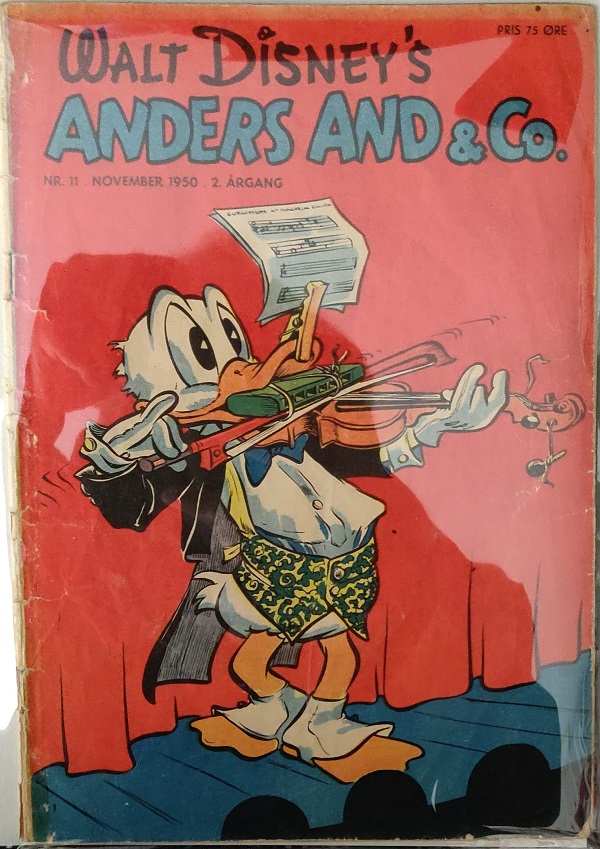 PRIS 75 ØRE
WALT DISNEY'S
ANDERS AND & Co.
NR. 11 . NOVEMBER 1950 . 2. ÅRGANG